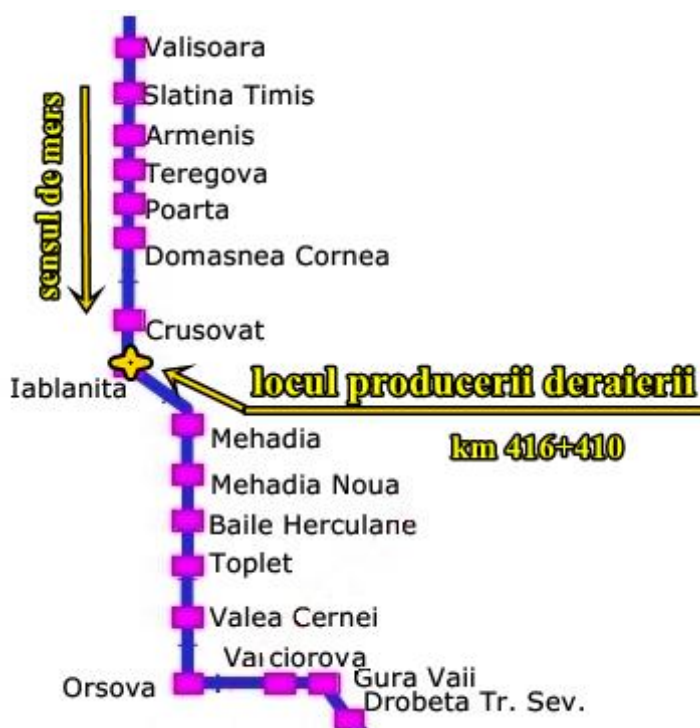 Valisoara
Slatina Timis
Armenis
Teregova
Poarta
sensul de mers
Domasnea Cornea
Crusovat
Iablanita
locul producerii deraierii
km 416+410
Mehadia
Mehadia Noua
Baile Herculane
Toplet
Valea Cernei
Varciorova
Gura Vaii
Orsova
Drobeta Tr. Sev.